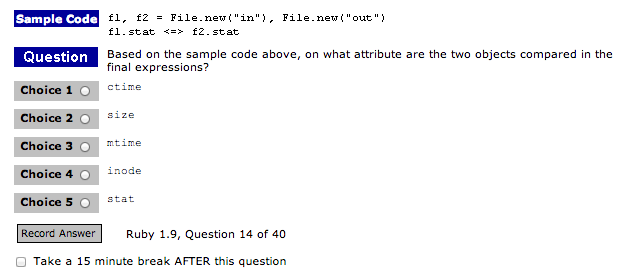 Sample Code f1, f2 = File.new("in"), File.new("out")
f1.stat <=> f2.stat
Question Based on the sample code above, on what attribute are the two objects compared in the
final expressions?
Choice 1 ctime
Choice 2 size
Choice 3 mtime
Choice 4 inode
Choice 5 stat
Record Answer Ruby 1.9, Question 14 of 40
Take a 15 minute break AFTER this question